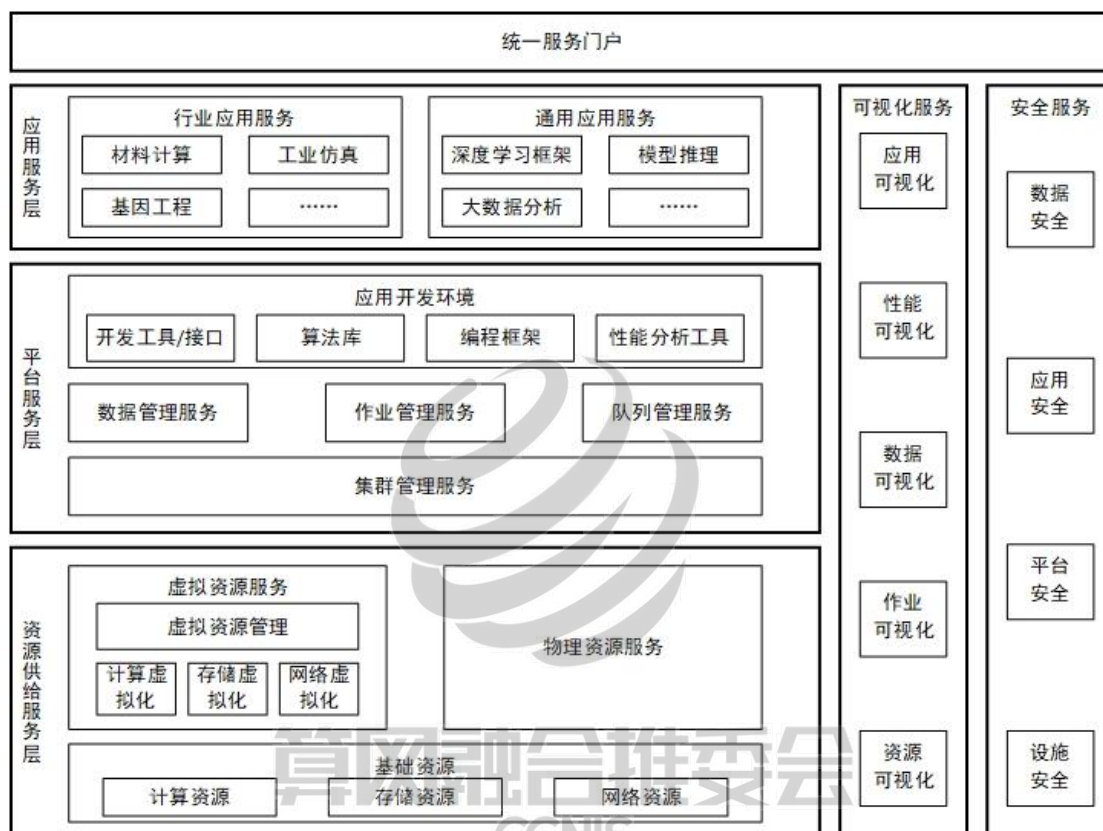 统一服务门户
应用服务层
行业应用服务
材料计算
工业仿真
基因工程
……
通用应用服务
深度学习框架
模型推理
大数据分析
……
平台服务层
应用开发环境
开发工具/接口
算法库
编程框架
性能分析工具
数据管理服务
作业管理服务
队列管理服务
集群管理服务
资源供给服务层
虚拟资源服务
虚拟资源管理
计算虚
拟化
存储虚
拟化
网络虚
拟化
物理资源服务
基础资源
计算资源
存储资源
网络资源
可视化服务
应用
可视化
性能
可视化
数据
可视化
作业
可视化
资源
可视化
安全服务
数据
安全
应用
安全
平台
安全
设施
安全